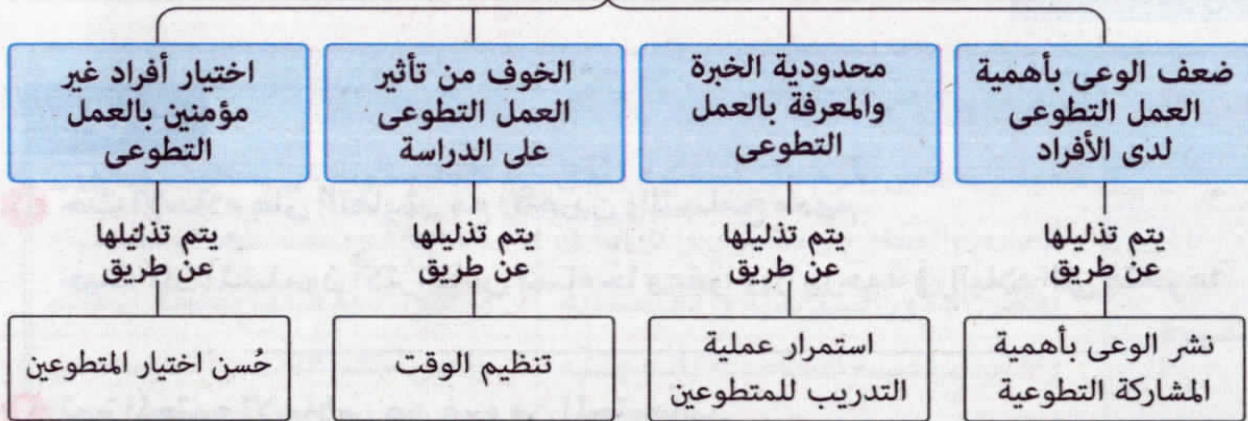 ضعف الوعى بأهمية
العمل التطوعى
لدى الأفراد
يتم تذليلها
عن طريق
نشر الوعى بأهمية
المشاركة التطوعية
محدودية الخبرة
والمعرفة بالعمل
التطوعى
يتم تذليلها
عن طريق
استمرار عملية
التدريب للمتطوعين
الخوف من تأثير
العمل التطوعى
على الدراسة
يتم تذليلها
عن طريق
تنظيم الوقت
اختيار أفراد غير
مؤمنين بالعمل
التطوعى
يتم تذليلها
عن طريق
حُسن اختيار المتطوعين